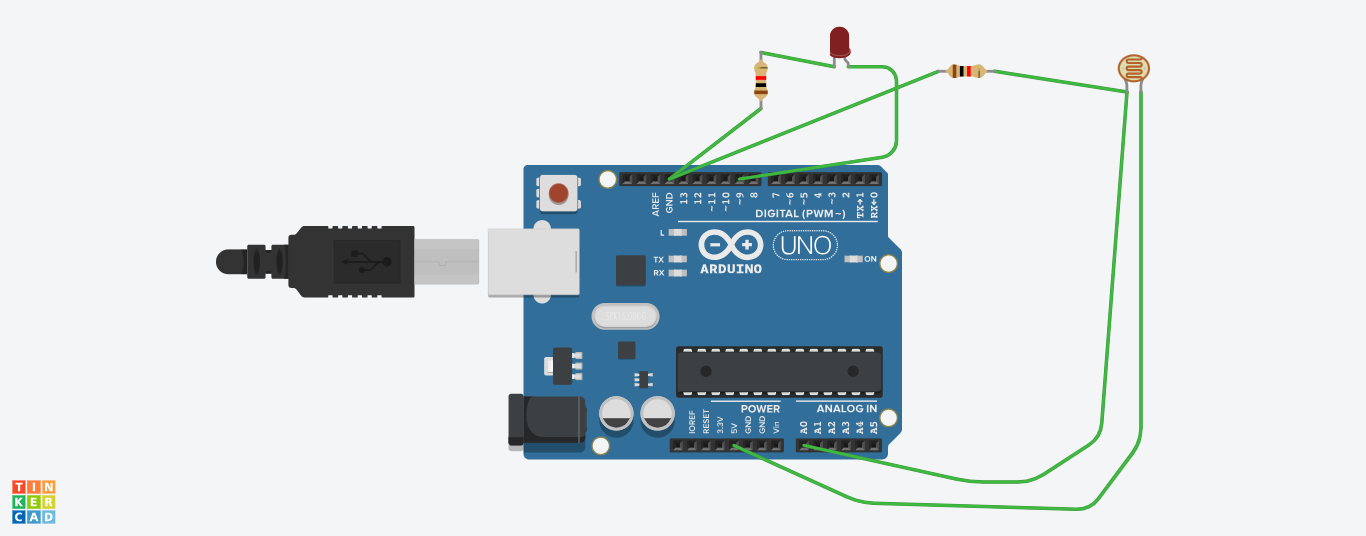 AREF
GND
13
12
~11
~10
~9
8
7
~6
~5
4
~3
2
TX→1
RX←0
DIGITAL (PWM~)
L
TX
RX
ARDUINO
UNO
ON
IOREF
RESET
3.3V
5V
GND
GND
Vin
POWER
ANALOG IN
A0
A1
A2
A3
A4
A5
TIN
KER
CAD